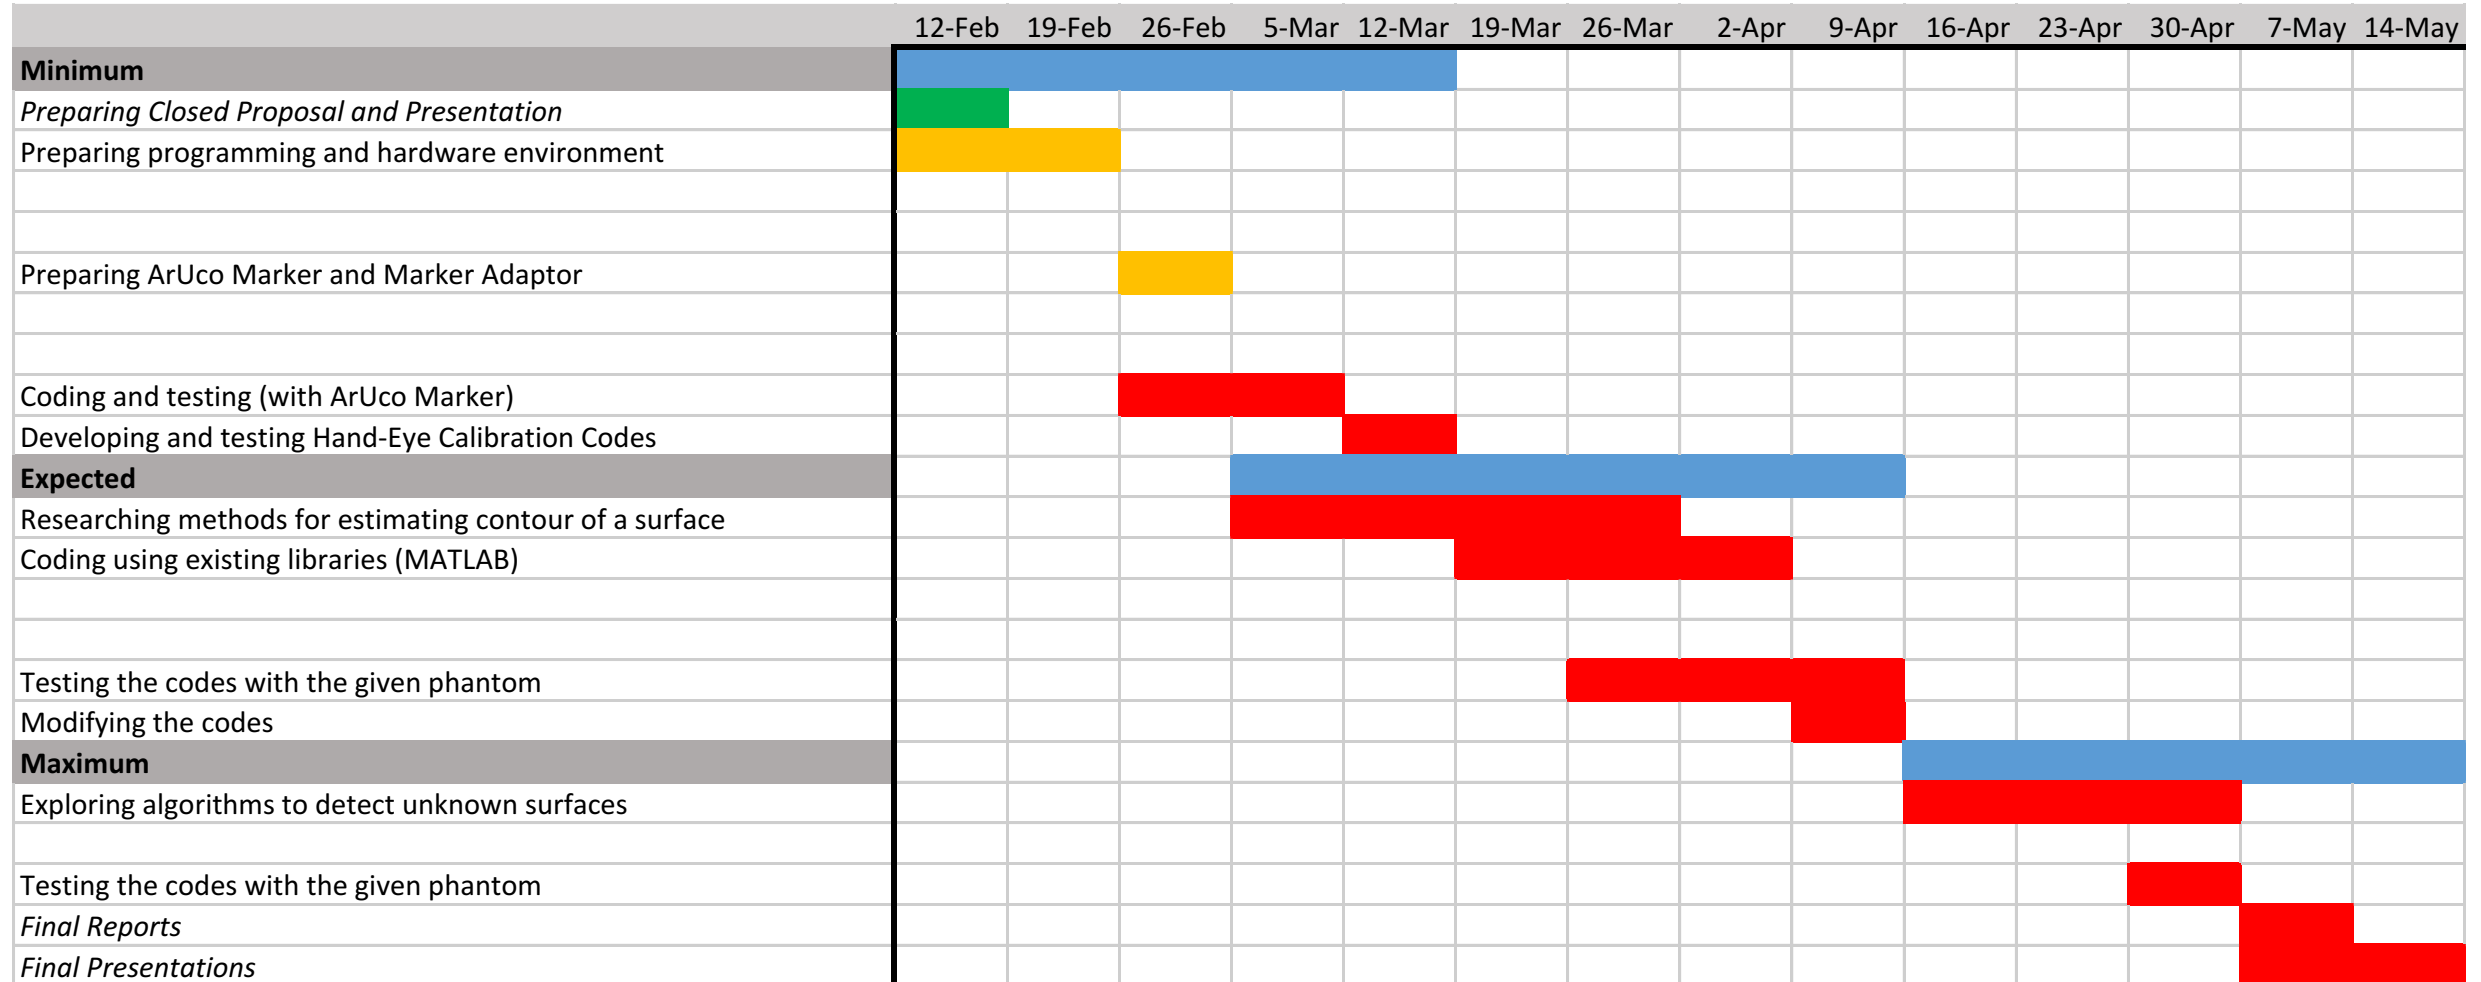 12-Feb 19-Feb 26-Feb 5-Mar 12-Mar 19-Mar 26-Mar 2-Apr 9-Apr 16-Apr 23-Apr 30-Apr 7-May 14-May
Minimum
Preparing Closed Proposal and Presentation
Preparing programming and hardware environment
Preparing ArUco Marker and Marker Adaptor
Coding and testing (with ArUco Marker)
Developing and testing Hand-Eye Calibration Codes
Expected
Researching methods for estimating contour of a surface
Coding using existing libraries (MATLAB)
Testing the codes with the given phantom
Modifying the codes
Maximum
Exploring algorithms to detect unknown surfaces
Testing the codes with the given phantom
Final Reports
Final Presentations